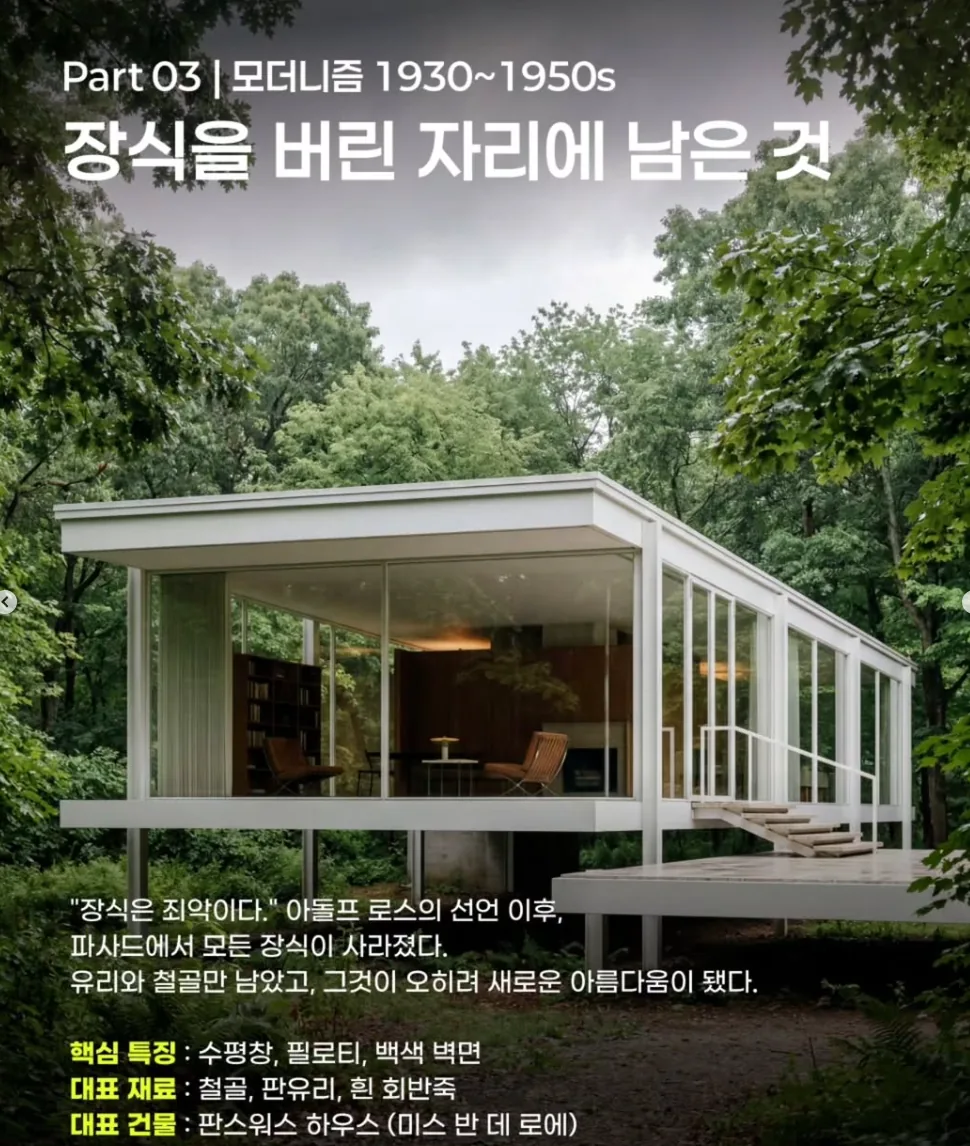 Part 03 | 모더니즘 1930~1950s
장식을 버린 자리에 남은 것
"장식은 죄악이다." 아돌프 로스의 선언 이후,
파사드에서 모든 장식이 사라졌다.
유리와 철골만 남았고, 그것이 오히려 새로운 아름다움이 됐다.
핵심 특징 : 수평창, 필로티, 백색 벽면
대표 재료 : 철골, 판유리, 흰 회반죽
대표 건물 : 판스워스 하우스 (미스 반 데 로에)